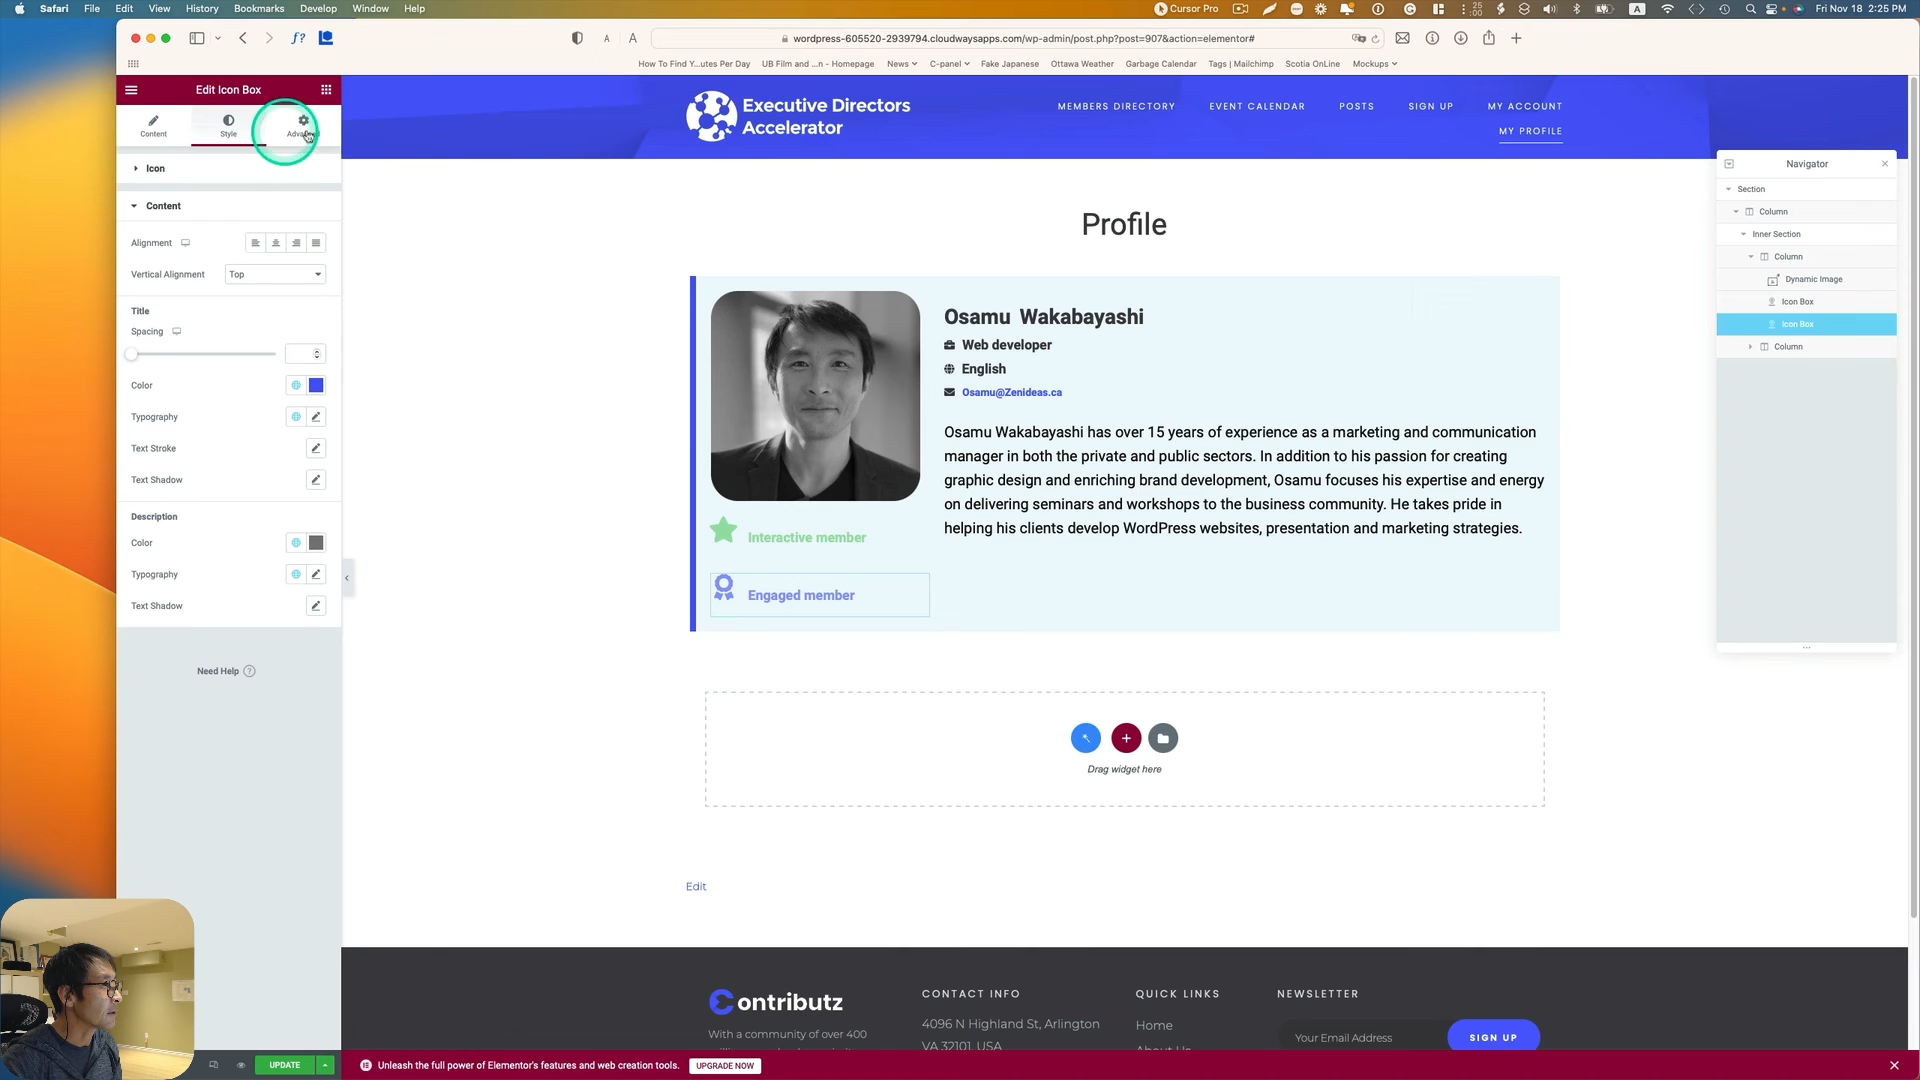 Safari File Edit View History Bookmarks Develop Window Help
Cursor Pro
25
:00
A
Fri Nov 18 2:25 PM
f?
A A
wordpress-605520-2939794.cloudwaysapps.com/wp-admin/post.php?post=907&action=elementor#
How To Find Y...utes Per Day UB Film and ...n - Homepage News C-panel Fake Japanese Ottawa Weather Garbage Calendar Tags | Mailchimp Scotia OnLine Mockups
Edit Icon Box
Content Style
Icon
Content
Alignment
Vertical Alignment Top
Title
Spacing
Color
Typography
Text Stroke
Text Shadow
Description
Color
Typography
Text Shadow
Need Help ?
UPDATE
Executive Directors
Accelerator
MEMBERS DIRECTORY EVENT CALENDAR POSTS SIGN UP MY ACCOUNT
MY PROFILE
Profile
Osamu Wakabayashi
Web developer
English
Osamu@Zenideas.ca
Osamu Wakabayashi has over 15 years of experience as a marketing and communication
manager in both the private and public sectors. In addition to his passion for creating
graphic design and enriching brand development, Osamu focuses his expertise and energy
on delivering seminars and workshops to the business community. He takes pride in
helping his clients develop WordPress websites, presentation and marketing strategies.
Interactive member
Engaged member
Drag widget here
Edit
Navigator
Section
Column
Inner Section
Column
Dynamic Image
Icon Box
Icon Box
Column
Contributz
With a community of over 400
CONTACT INFO
4096 N Highland St, Arlington
VA 32101, USA
QUICK LINKS
Home
About Us
NEWSLETTER
Your Email Address
SIGN UP
Unleash the full power of Elementor's features and web creation tools. UPGRADE NOW